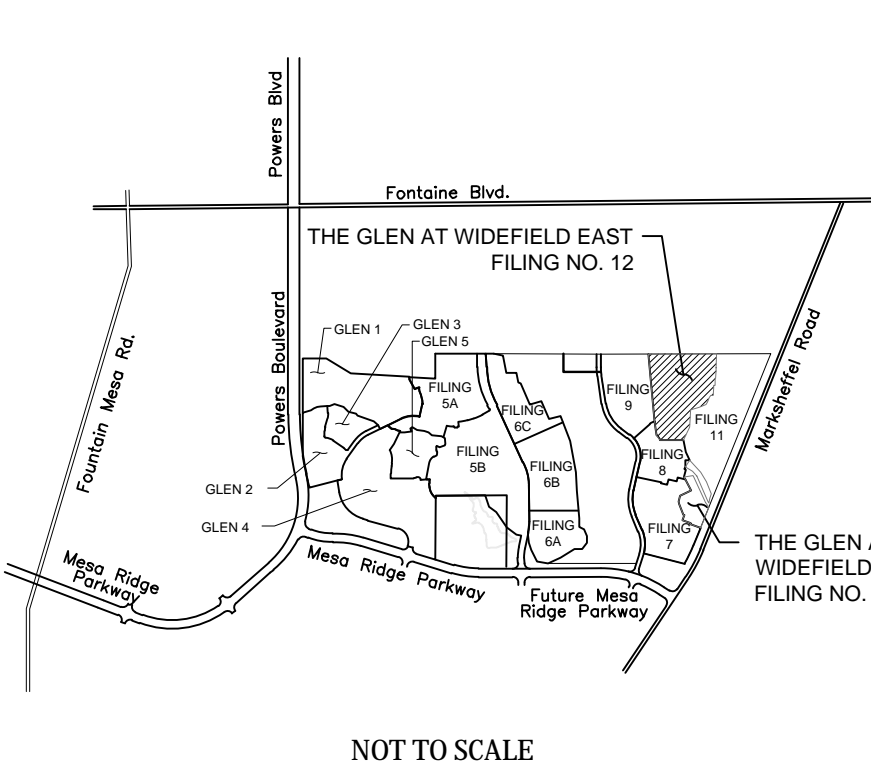 Powers Blvd
Fontaine Blvd.
THE GLEN AT WIDEFIELD EAST
FILING NO. 12
GLEN 1
GLEN 3
GLEN 5
Powers Boulevard
Fountain Mesa Rd.
Marksheffel Road
FILING
5A
FILING
6C
FILING
9
FILING
11
FILING
5B
FILING
6B
FILING
8
GLEN 2
GLEN 4
FILING
6A
FILING
7
THE GLEN
WIDEFIELD
FILING NO.
Mesa Ridge
Parkway
Mesa Ridge Parkway
Future Mesa
Ridge Parkway
NOT TO SCALE